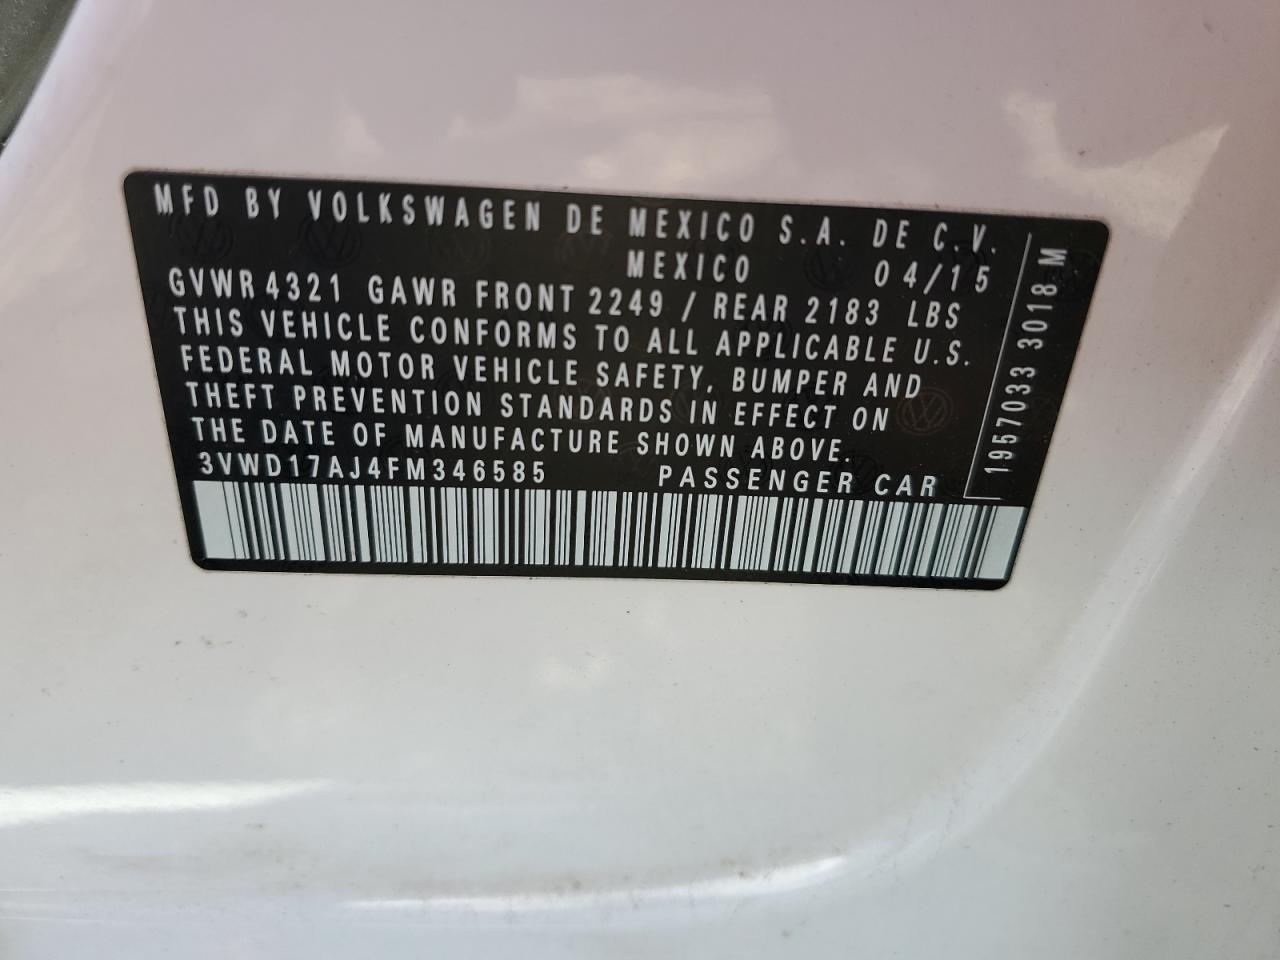 MFD BY VOLKSWAGEN DE MEXICO S.A. DE C.V.
MEXICO 04/15
GVWR 4321 GAWR FRONT 2249 / REAR 2183 LBS
THIS VEHICLE CONFORMS TO ALL APPLICABLE U.S.
FEDERAL MOTOR VEHICLE SAFETY, BUMPER AND
THEFT PREVENTION STANDARDS IN EFFECT ON
THE DATE OF MANUFACTURE SHOWN ABOVE.
3VWD17AJ4FM346585 PASSENGER CAR
1957033 3018 M